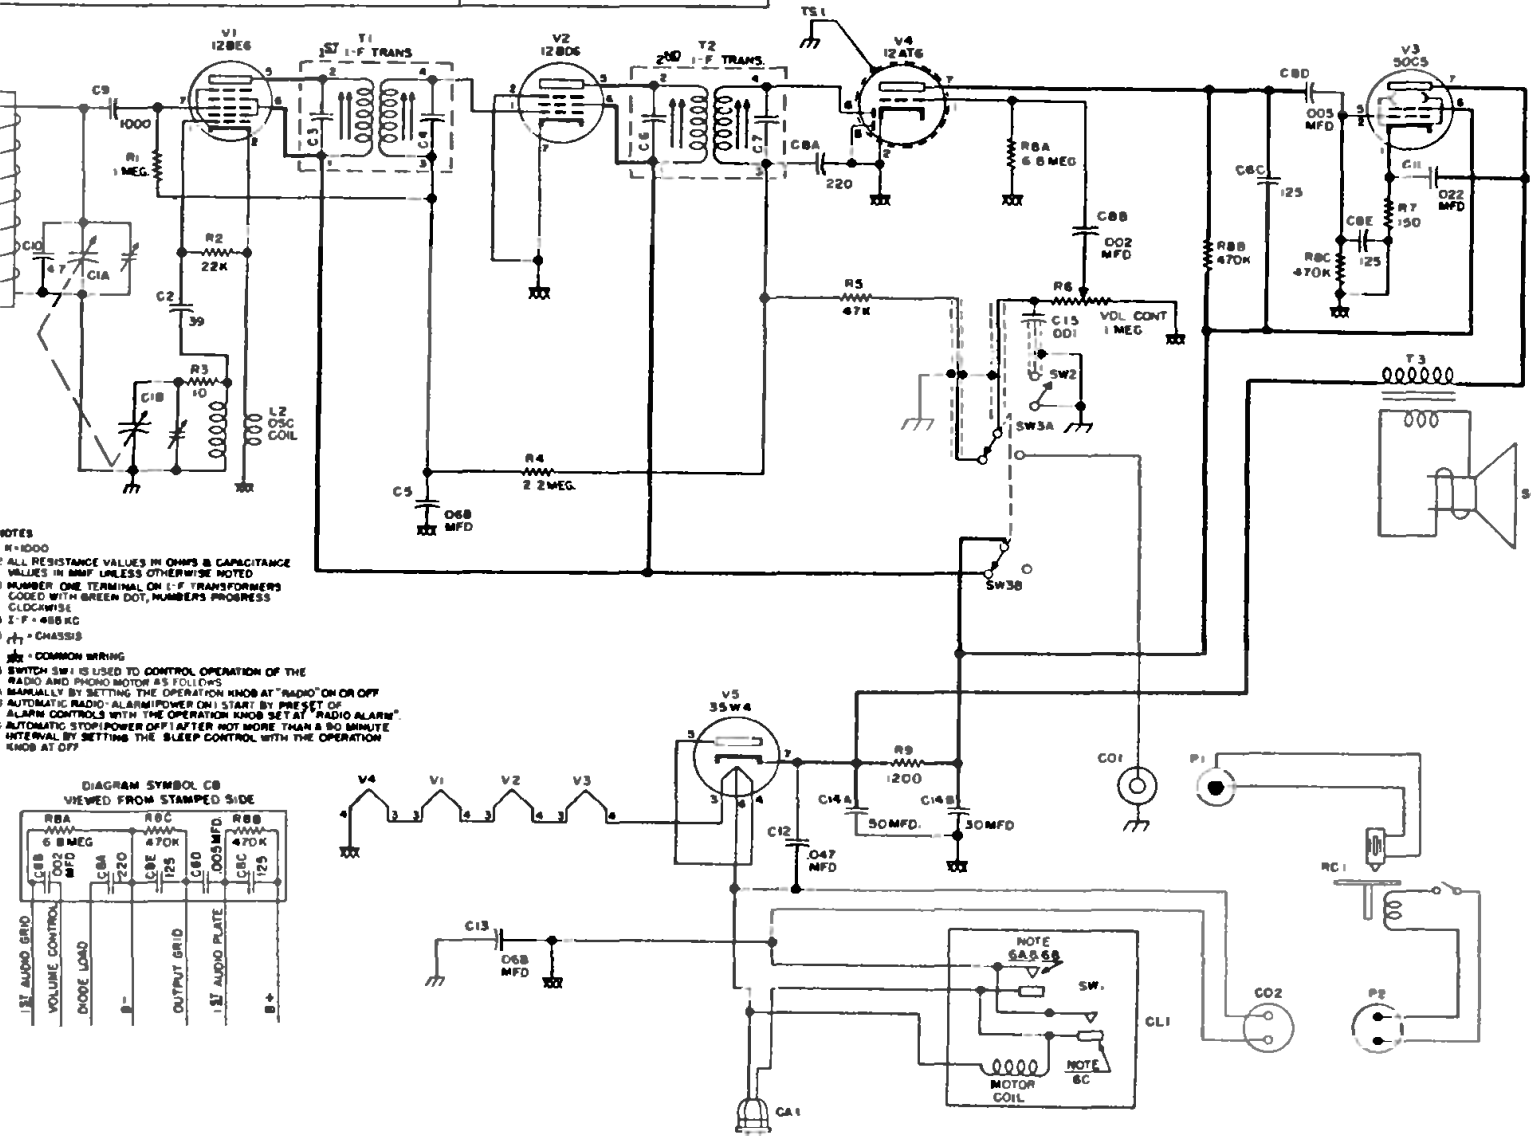 TS1
V1
12BE6
T1
1ST I-F TRANS
V2
12BD6
T2
2ND I-F TRANS.
V4
12AT6
V3
50C5
C9
1000
R1
1 MEG.
C3
C4
C6
C7
C8A
220
R8A
6 8 MEG
C8D
005
MFD
C8C
125
C11
022
MFD
R7
150
C8E
125
R8C
470K
R8B
470K
C8B
002
MFD
C10
47
C1A
R2
22K
C2
39
R3
10
C1B
L2
OSC
COIL
R5
47K
R6
VOL CONT
1 MEG
C15
001
SW2
SW3A
T3
R4
2 2 MEG.
C5
068
MFD
SW3B
NOTES
K=1000
ALL RESISTANCE VALUES IN OHMS & CAPACITANCE
VALUES IN MMF UNLESS OTHERWISE NOTED
NUMBER ONE TERMINAL ON I-F TRANSFORMERS
CODED WITH GREEN DOT, NUMBERS PROGRESS
CLOCKWISE
I-F = 455 KC
= CHASSIS
= COMMON WIRING
SWITCH SW1 IS USED TO CONTROL OPERATION OF THE
RADIO AND PHONO MOTOR AS FOLLOWS
MANUALLY BY SETTING THE OPERATION KNOB AT "RADIO" ON OR OFF
AUTOMATIC RADIO-ALARM (POWER ON) START BY PRESET OF
ALARM CONTROLS WITH THE OPERATION KNOB SET AT "RADIO ALARM".
AUTOMATIC STOP (POWER OFF) AFTER NOT MORE THAN A 90 MINUTE
INTERVAL BY SETTING THE SLEEP CONTROL WITH THE OPERATION
KNOB AT OFF
V5
35W4
R9
1200
C14A
50MFD.
C14B
30MFD
C12
.047
MFD
CO1
P1
RC1
V4
V1
V2
V3
DIAGRAM SYMBOL C8
VIEWED FROM STAMPED SIDE
R8A
6 8 MEG
R8C
470K
R8B
470K
C8B
002
MFD
C8A
220
C8E
125
C8D
.005MFD.
C8C
125
1ST AUDIO GRID
VOLUME CONTROL
DIODE LOAD
B-
OUTPUT GRID
1ST AUDIO PLATE
B+
C13
068
MFD
NOTE
6A&6B
SW1
CL1
NOTE
6C
MOTOR
COIL
CA1
CO2
P2